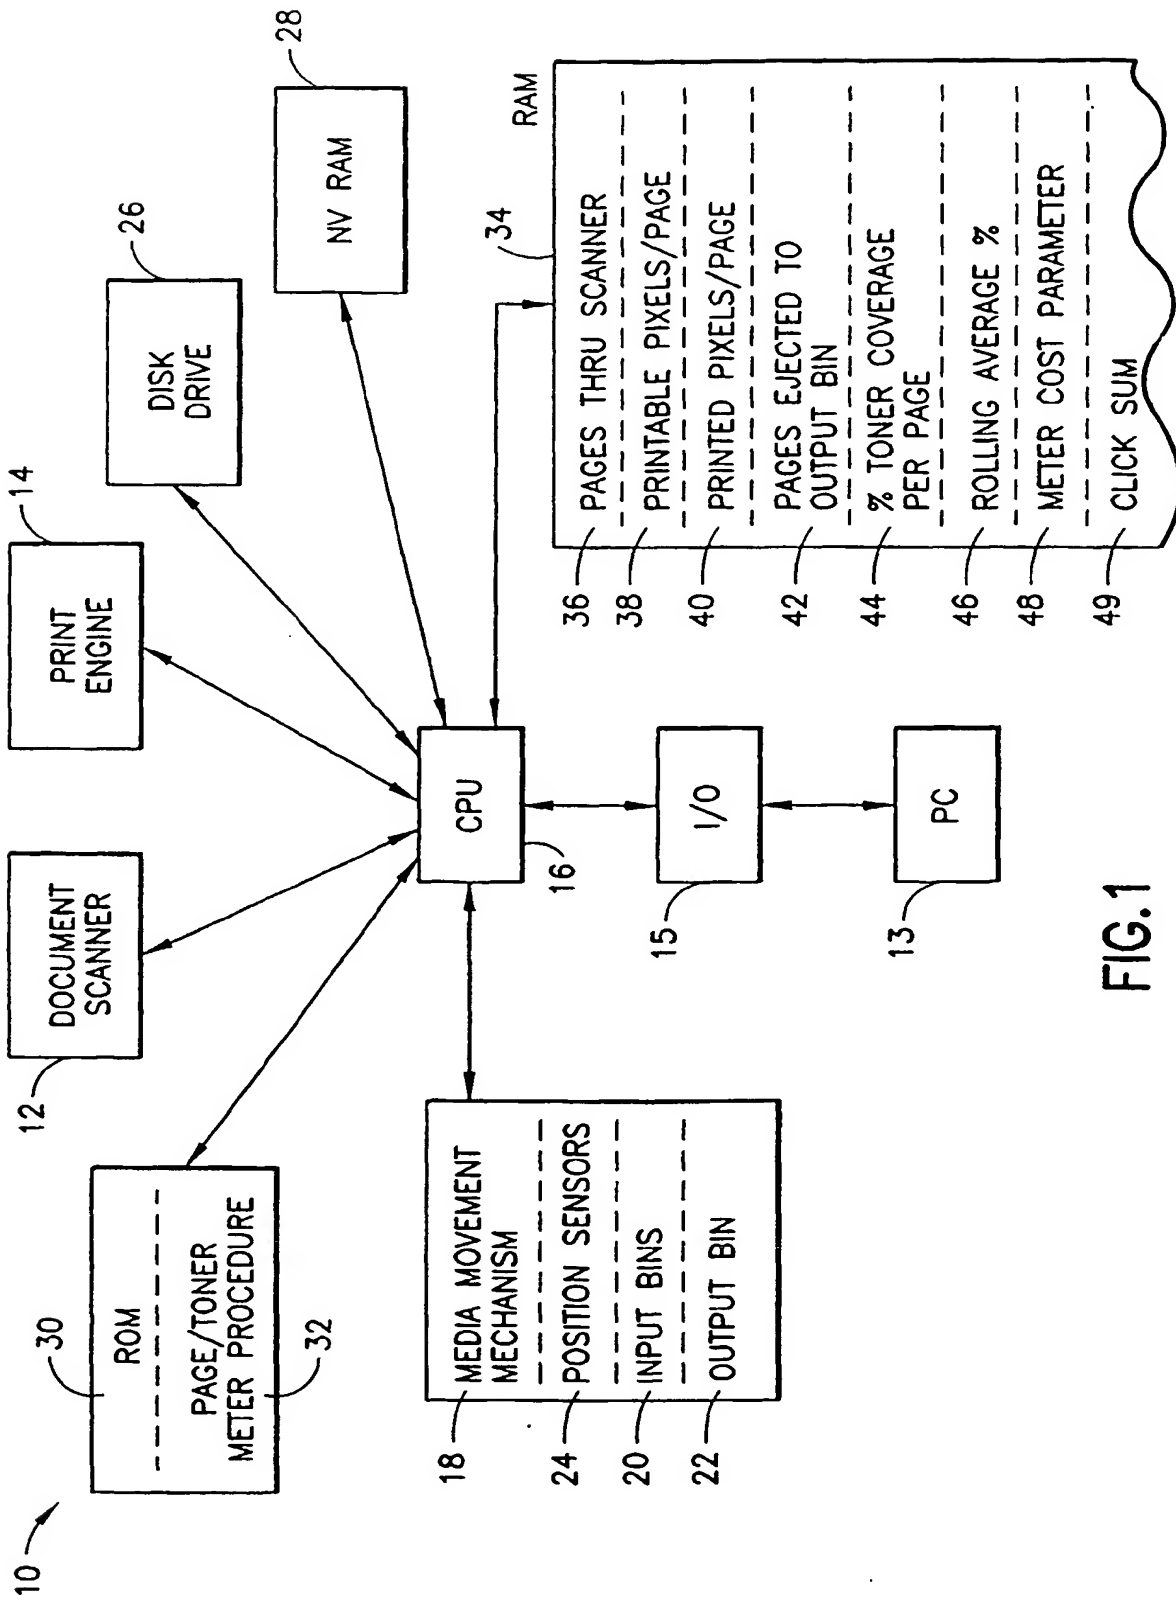 10
30
ROM
PAGE/TONER
METER PROCEDURE
32
12
DOCUMENT
SCANNER
14
PRINT
ENGINE
26
DISK
DRIVE
28
NV RAM
18
MEDIA MOVEMENT
MECHANISM
24
POSITION SENSORS
20
INPUT BINS
22
OUTPUT BIN
CPU
16
I/O
15
PC
13
34
RAM
36
PAGES THRU SCANNER
38
PRINTABLE PIXELS/PAGE
40
PRINTED PIXELS/PAGE
42
PAGES EJECTED TO
OUTPUT BIN
44
% TONER COVERAGE
PER PAGE
46
ROLLING AVERAGE %
48
METER COST PARAMETER
49
CLICK SUM
FIG.1